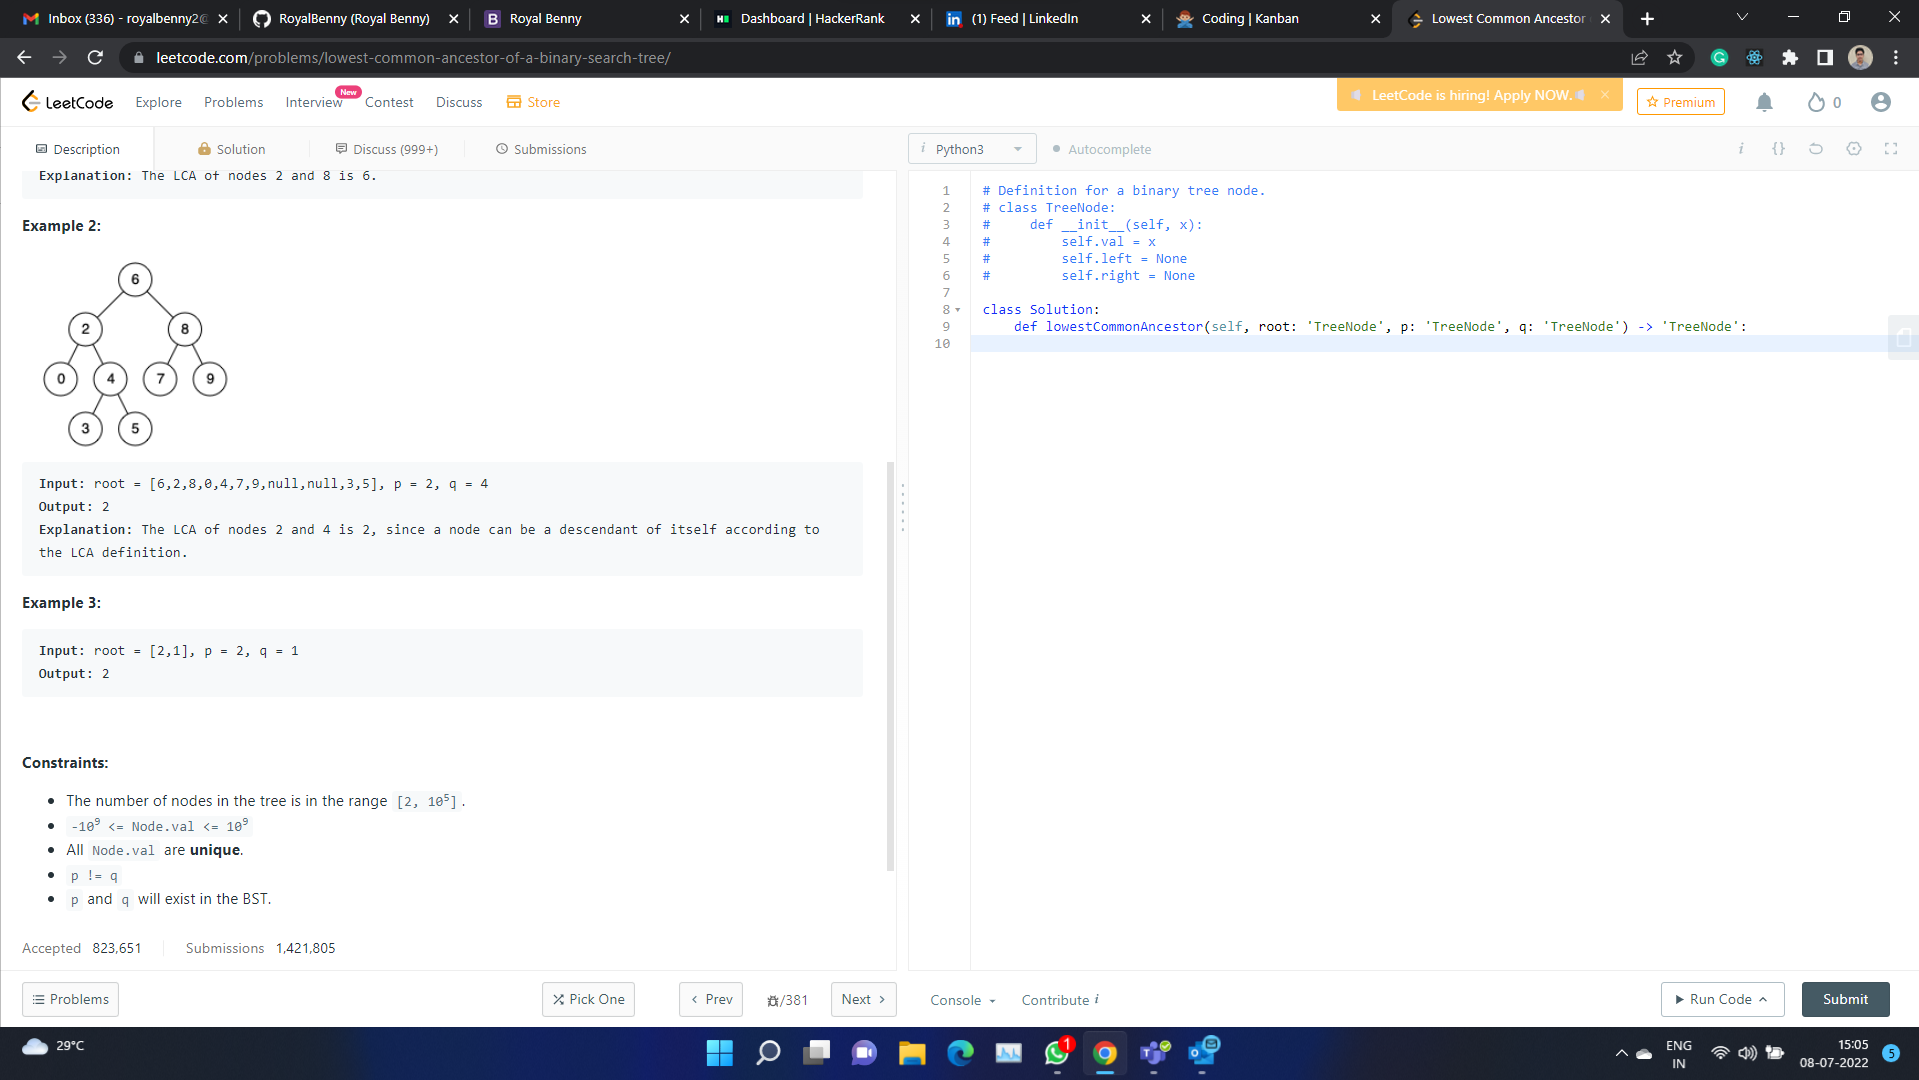 Inbox (336) - royalbenny2@
RoyalBenny (Royal Benny)
Royal Benny
Dashboard | HackerRank
(1) Feed | LinkedIn
Coding | Kanban
Lowest Common Ancestor
leetcode.com/problems/lowest-common-ancestor-of-a-binary-search-tree/
LeetCode
Explore
Problems
Interview
New
Contest
Discuss
Store
LeetCode is hiring! Apply NOW.
Premium
0
Description
Solution
Discuss (999+)
Submissions
Explanation: The LCA of nodes 2 and 8 is 6.
Example 2:
6
2 8
0 4 7 9
3 5
Input: root = [6,2,8,0,4,7,9,null,null,3,5], p = 2, q = 4
Output: 2
Explanation: The LCA of nodes 2 and 4 is 2, since a node can be a descendant of itself according to
the LCA definition.
Example 3:
Input: root = [2,1], p = 2, q = 1
Output: 2
Constraints:
• The number of nodes in the tree is in the range [2, 10⁵].
• -10⁹ <= Node.val <= 10⁹
• All Node.val are unique.
• p != q
• p and q will exist in the BST.
Accepted 823,651
Submissions 1,421,805
Problems
Pick One
Prev
/381
Next
i Python3
Autocomplete
i {}
1 # Definition for a binary tree node.
2 # class TreeNode:
3 #     def __init__(self, x):
4 #         self.val = x
5 #         self.left = None
6 #         self.right = None
7
8 class Solution:
9     def lowestCommonAncestor(self, root: 'TreeNode', p: 'TreeNode', q: 'TreeNode') -> 'TreeNode':
10
Console
Contribute i
Run Code
Submit
29°C
1
ENG
IN
15:05
08-07-2022
5